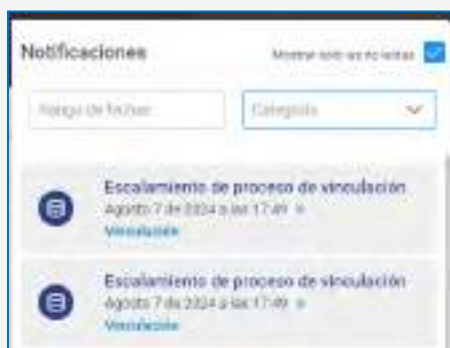 Notificaciones
Mostrar solo las no leídas
Rango de fechas
Categoría
Escalamiento de proceso de vinculación
Agosto 7 de 2024 a las 17:49
Vinculación
Escalamiento de proceso de vinculación
Agosto 7 de 2024 a las 17:49
Vinculación